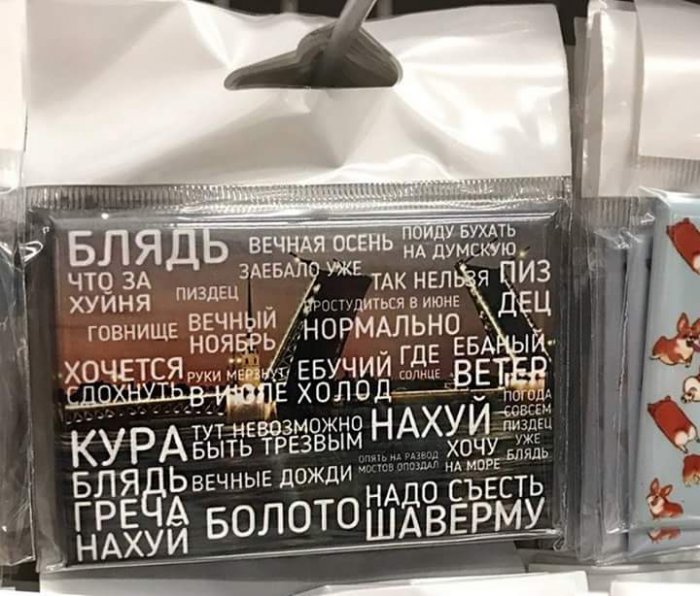 БЛЯДЬ
ВЕЧНАЯ ОСЕНЬ
ПОЙДУ БУХАТЬ
НА ДУМСКУЮ
ЧТО ЗА
ХУЙНЯ
ЗАЕБАЛО УЖЕ
ПИЗДЕЦ
ТАК НЕЛЬЗЯ
ПИЗ
ДЕЦ
ПРОСТУДИТЬСЯ В ИЮНЕ
ГОВНИЩЕ
ВЕЧНЫЙ
НОЯБРЬ
НОРМАЛЬНО
ХОЧЕТСЯ
СДОХНУТЬ
РУКИ МЕРЗНУТ
В ИЮЛЕ
ЕБУЧИЙ
ХОЛОД
ГДЕ
СОЛНЦЕ
ЕБАНЫЙ
ВЕТЕР
КУРА
ТУТ НЕВОЗМОЖНО
БЫТЬ ТРЕЗВЫМ
НАХУЙ
ПОГОДА
СОВСЕМ
ПИЗДЕЦ
УЖЕ
БЛЯДЬ
ОПЯТЬ НА РАЗВОД
МОСТОВ ОПОЗДАЛ
ХОЧУ
НА МОРЕ
БЛЯДЬ
ВЕЧНЫЕ ДОЖДИ
ГРЕЧА
НАХУЙ
БОЛОТО
НАДО СЪЕСТЬ
ШАВЕРМУ